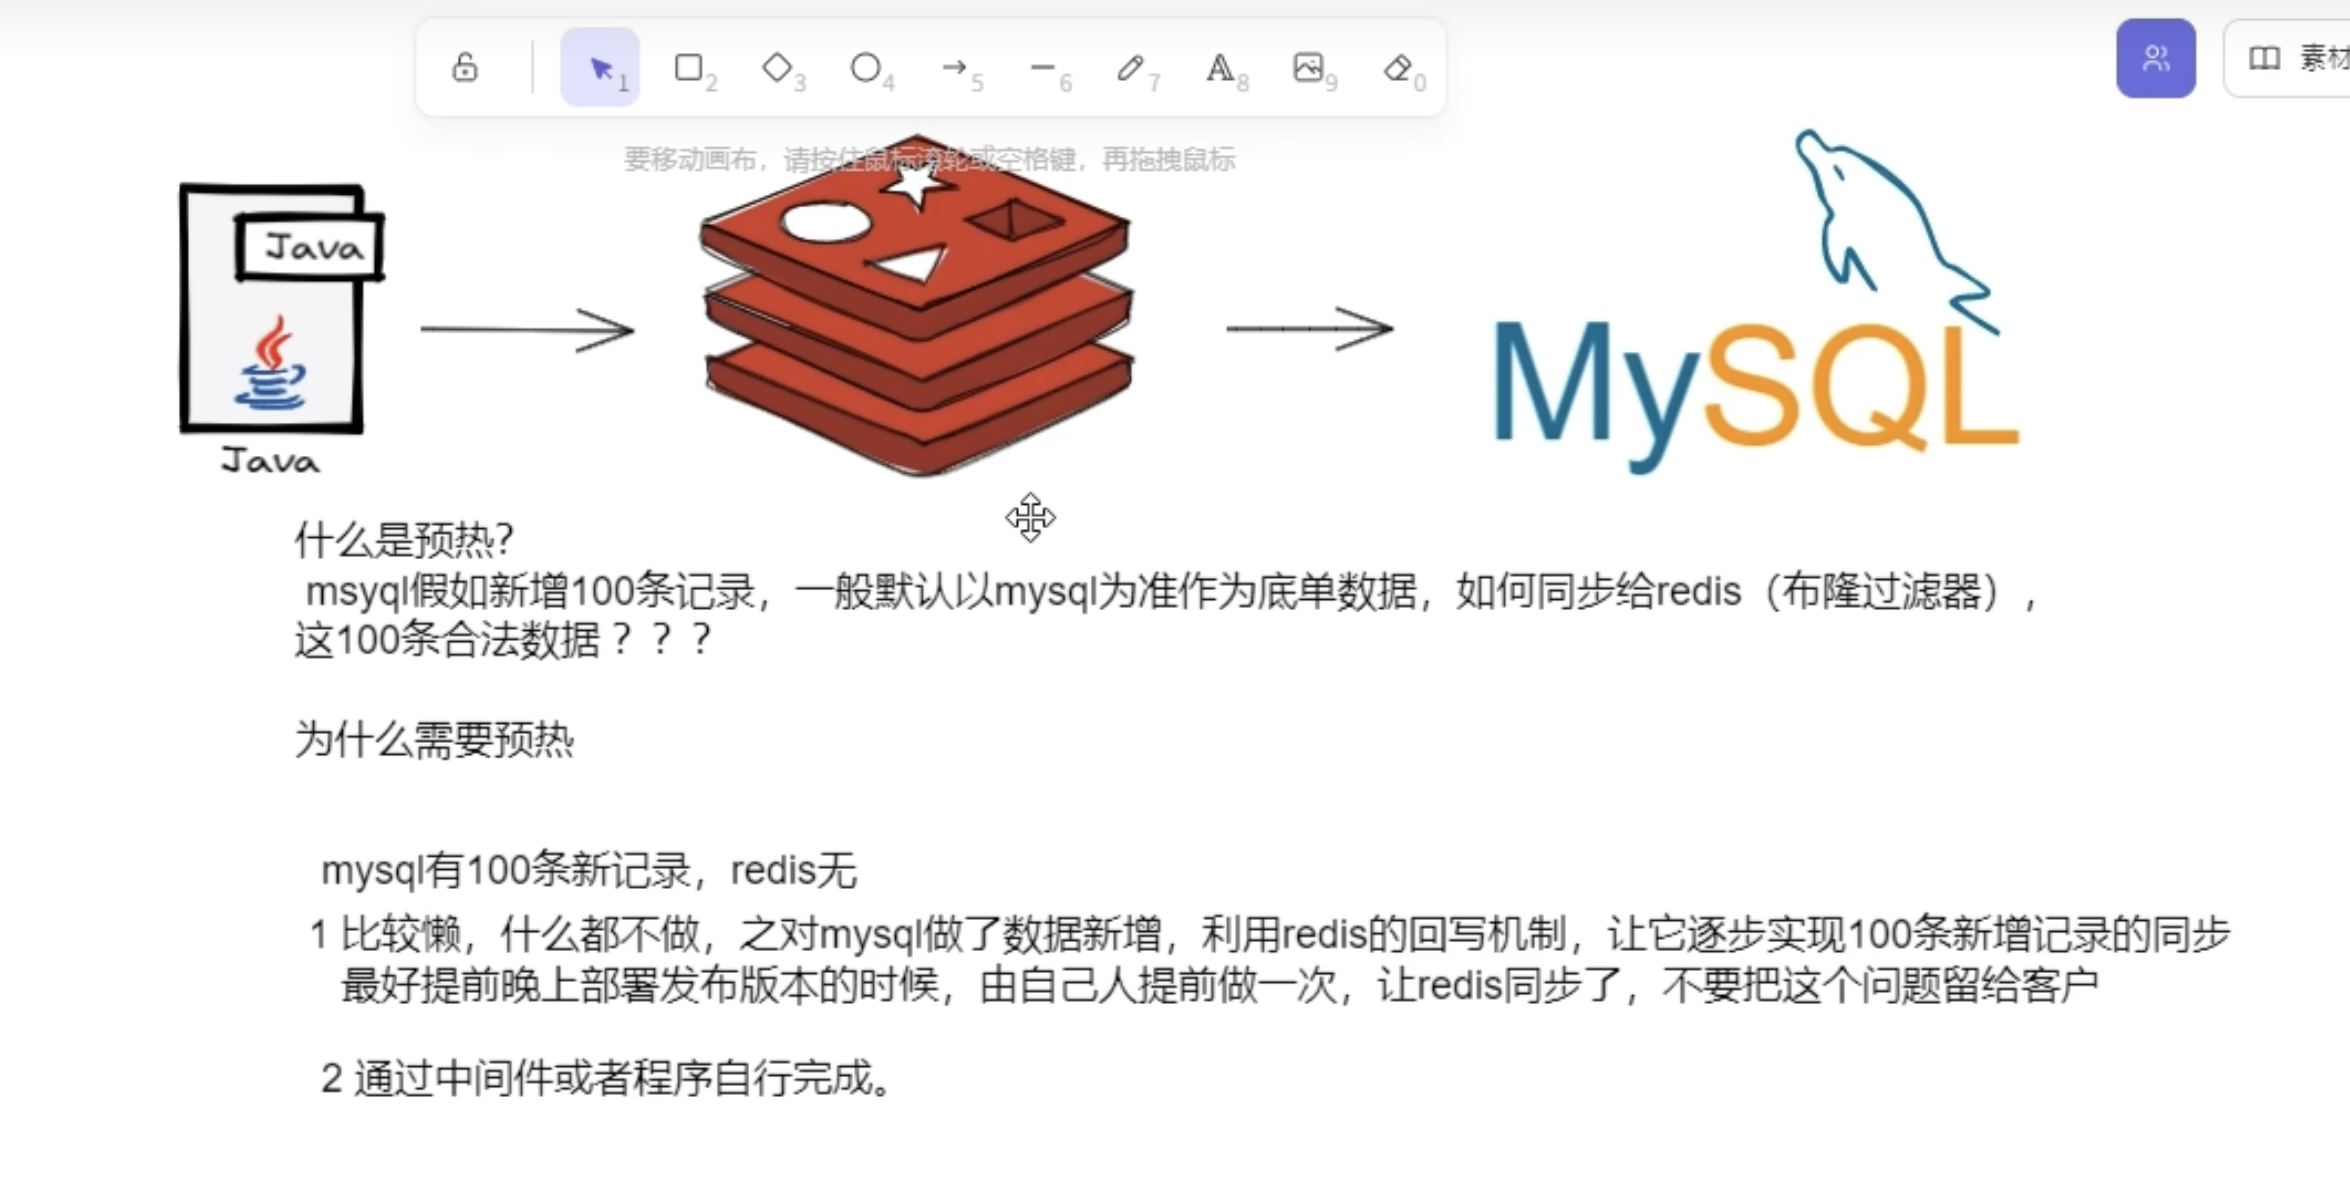 1
2
3
4
5
6
7
A
8
9
0
素材
要移动画布，请按住鼠标滚轮或空格键，再拖拽鼠标
Java
Java
MySQL
什么是预热?
msyql假如新增100条记录，一般默认以mysql为准作为底单数据，如何同步给redis（布隆过滤器），
这100条合法数据？？？
为什么需要预热
mysql有100条新记录，redis无
1 比较懒，什么都不做，之对mysql做了数据新增，利用redis的回写机制，让它逐步实现100条新增记录的同步
最好提前晚上部署发布版本的时候，由自己人提前做一次，让redis同步了，不要把这个问题留给客户
2 通过中间件或者程序自行完成。